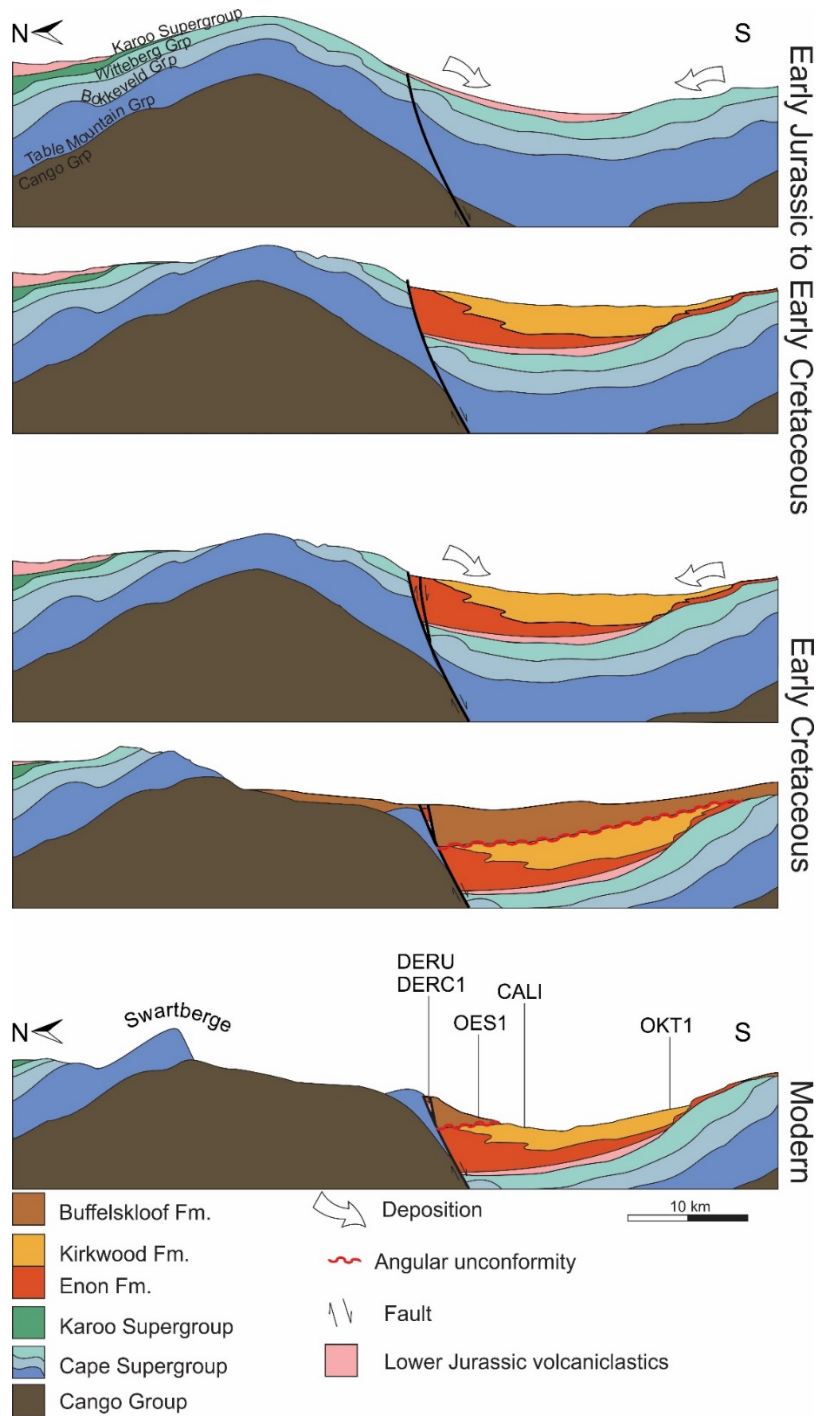 N
S
Karoo Supergroup
Witteberg Grp
Bokkeveld Grp
Table Mountain Grp
Cango Grp
Early Jurassic to Early Cretaceous
Early Cretaceous
DERU
DERC1
CALI
OES1
OKT1
N
Swartberge
S
Modern
10 km
Buffelskloof Fm.
Kirkwood Fm.
Enon Fm.
Karoo Supergroup
Cape Supergroup
Cango Group
Deposition
Angular unconformity
Fault
Lower Jurassic volcaniclastics